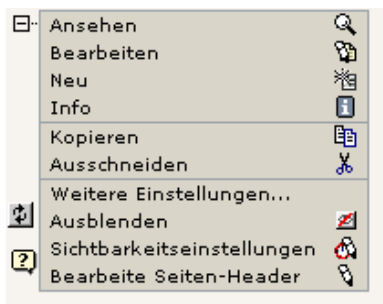 Ansehen
Bearbeiten
Neu
Info
Kopieren
Ausschneiden
Weitere Einstellungen...
Ausblenden
Sichtbarkeitseinstellungen
Bearbeite Seiten-Header